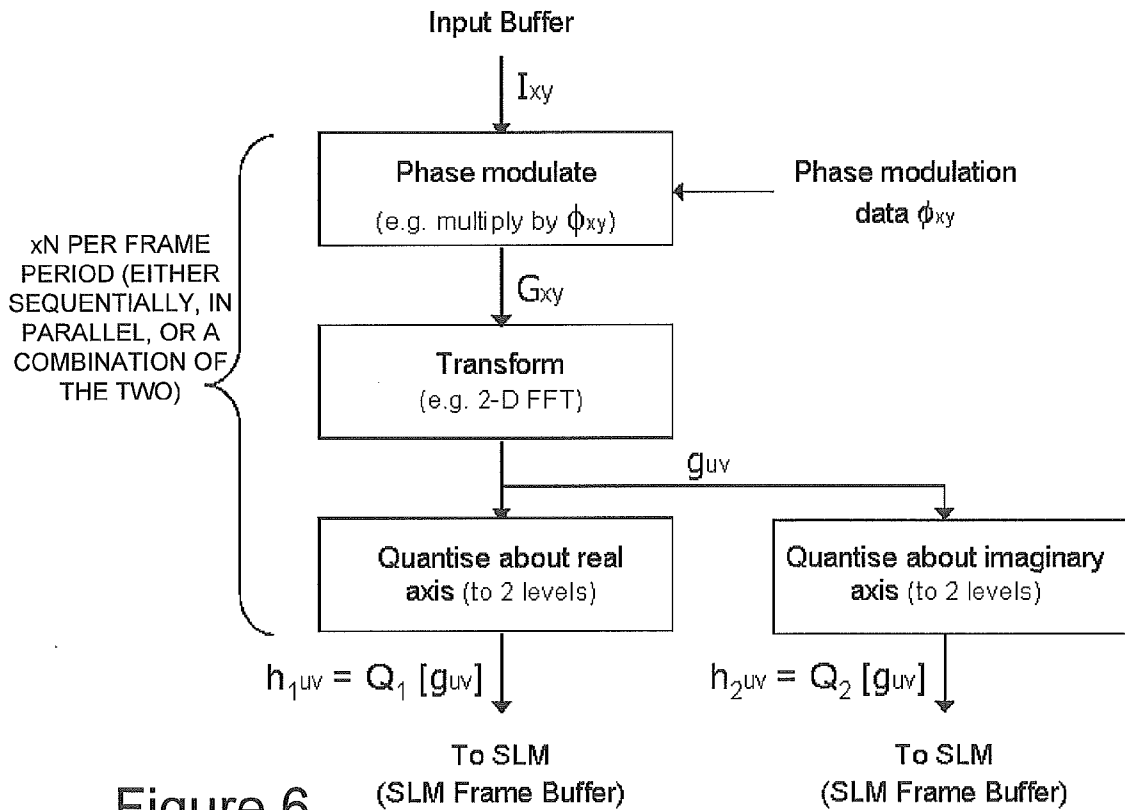 Input Buffer
Ixy
Phase modulate
(e.g. multiply by ϕxy)
Phase modulation
data ϕxy
xN PER FRAME
PERIOD (EITHER
SEQUENTIALLY, IN
PARALLEL, OR A
COMBINATION OF
THE TWO)
Gxy
Transform
(e.g. 2-D FFT)
guv
Quantise about real
axis (to 2 levels)
Quantise about imaginary
axis (to 2 levels)
h1uv = Q1 [guv]
h2uv = Q2 [guv]
To SLM
(SLM Frame Buffer)
To SLM
(SLM Frame Buffer)
Figure 6